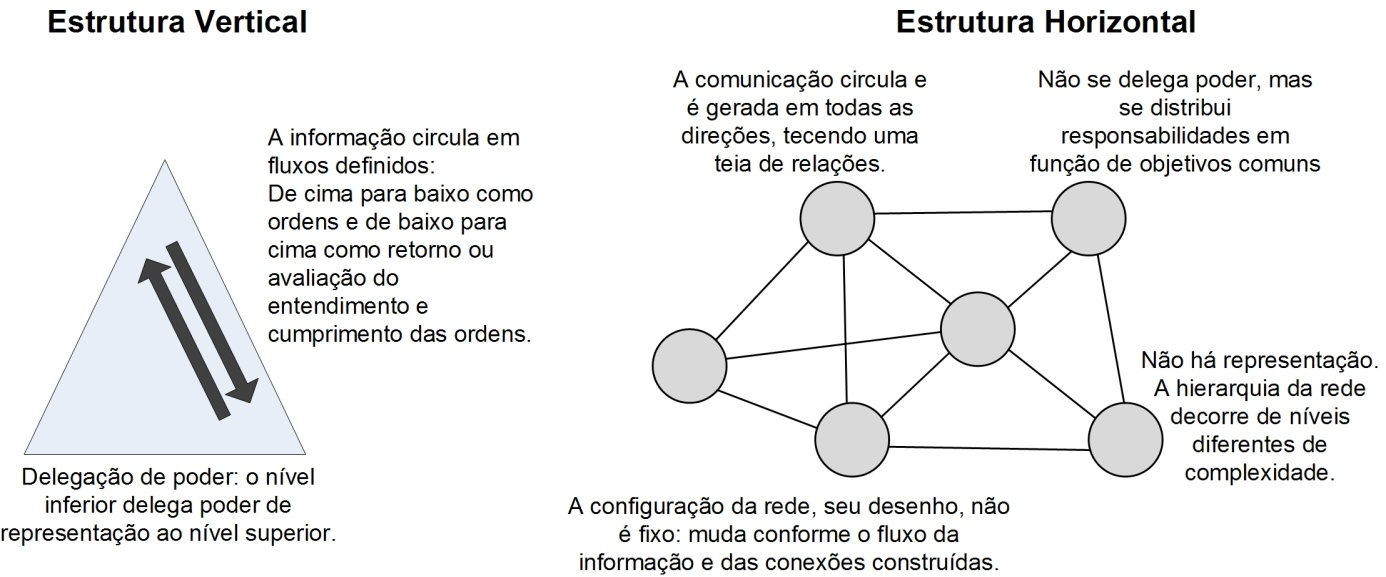 Estrutura Vertical
A informação circula em
fluxos definidos:
De cima para baixo como
ordens e de baixo para
cima como retorno ou
avaliação do
entendimento e
cumprimento das ordens.
Delegação de poder: o nível
inferior delega poder de
representação ao nível superior.
Estrutura Horizontal
A comunicação circula e
é gerada em todas as
direções, tecendo uma
teia de relações.
Não se delega poder, mas
se distribui
responsabilidades em
função de objetivos comuns
Não há representação.
A hierarquia da rede
decorre de níveis
diferentes de
complexidade.
A configuração da rede, seu desenho, não
é fixo: muda conforme o fluxo da
informação e das conexões construídas.